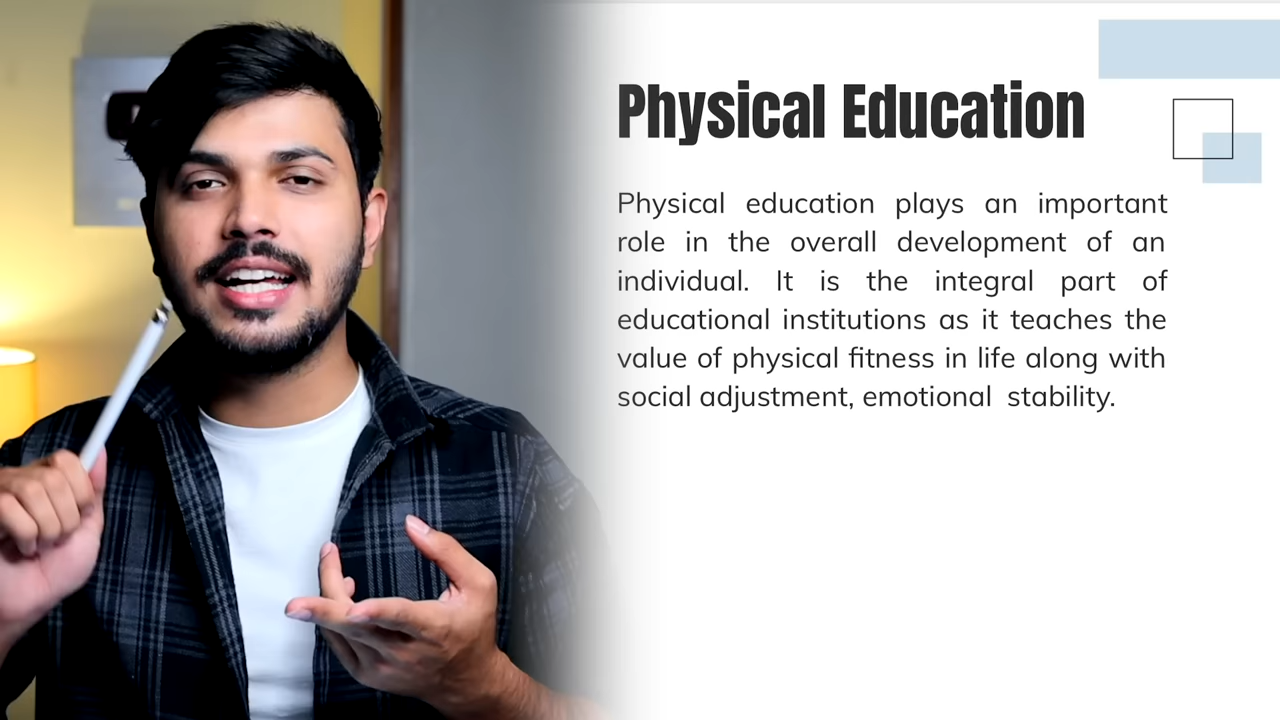 Physical Education
Physical education plays an important
role in the overall development of an
individual. It is the integral part of
educational institutions as it teaches the
value of physical fitness in life along with
social adjustment, emotional  stability.